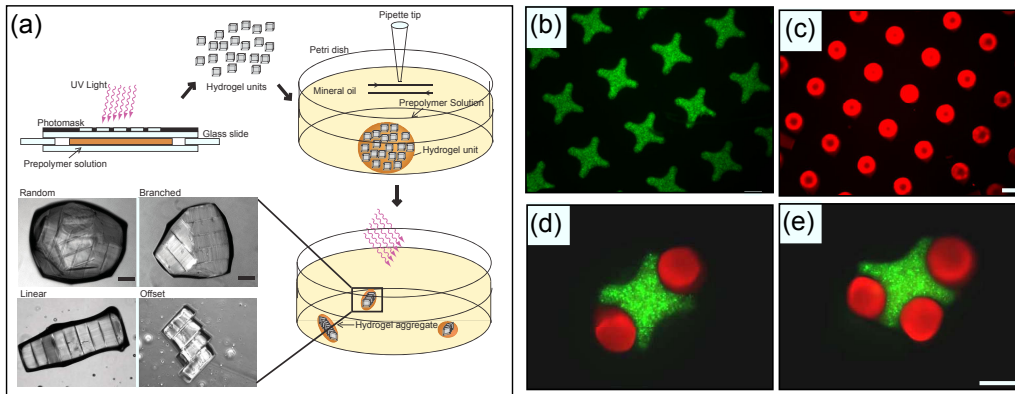 (a)
Pipette tip
Petri dish
UV Light
Hydrogel units
Mineral oil
Photomask
Prepolymer Solution
Glass slide
Hydrogel unit
Prepolymer solution
Random
Branched
Linear
Offset
Hydrogel aggregate
(b)
(c)
(d)
(e)